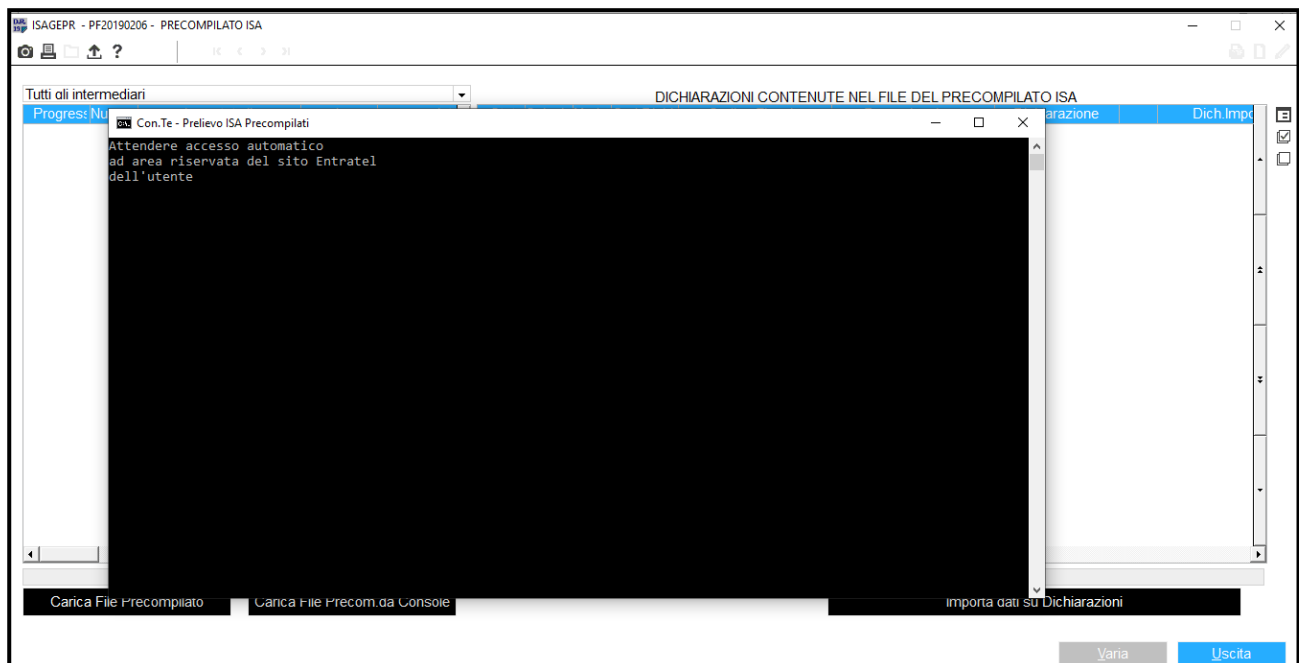 ISAGEPR - PF20190206 - PRECOMPILATO ISA
?
Tutti gli intermediari
DICHIARAZIONI CONTENUTE NEL FILE DEL PRECOMPILATO ISA
Progress Nu
arazione Dich.Impo
Con.Te - Prelievo ISA Precompilati
Attendere accesso automatico
ad area riservata del sito Entratel
dell'utente
Carica File Precompilato Carica File Precom.da Console Importa dati su Dichiarazioni
Varia Uscita